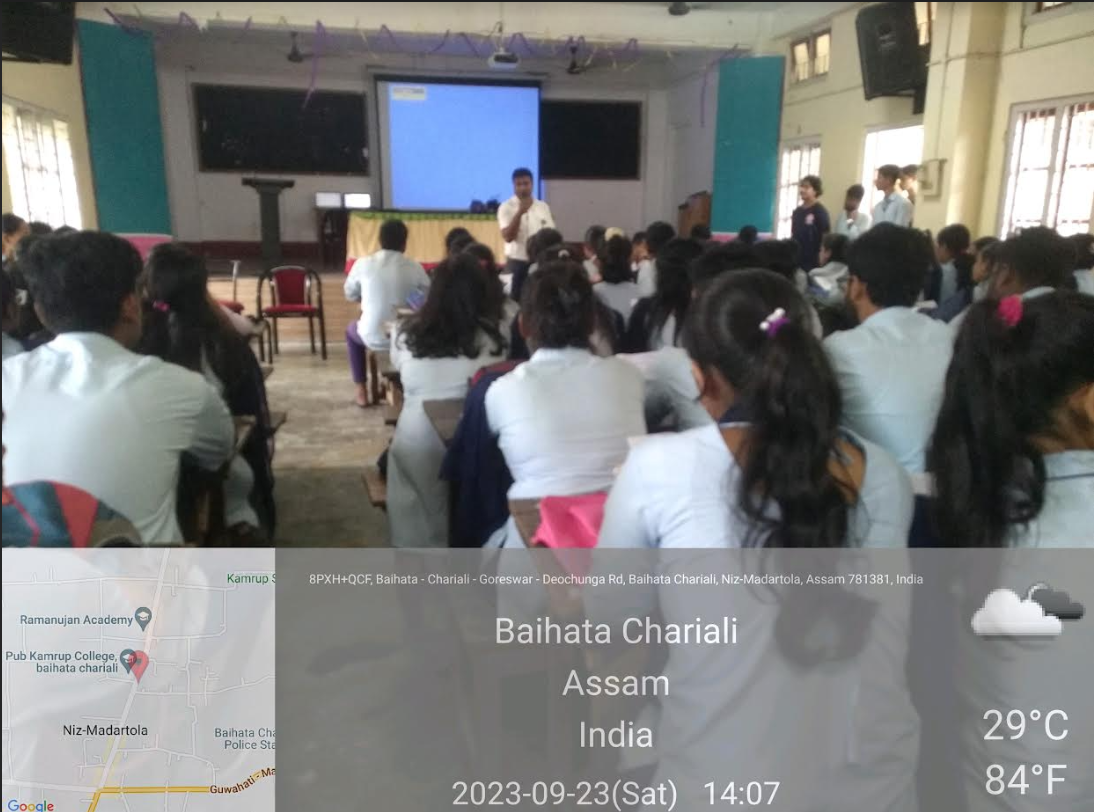 8PXH+QCF, Baihata - Chariali - Goreswar - Deochunga Rd, Baihata Chariali, Niz-Madartola, Assam 781381, India
Baihata Chariali
Assam
India
2023-09-23(Sat) 14:07
29°C
84°F
Kamrup S
Ramanujan Academy
Pub Kamrup College,
baihata chariali
Niz-Madartola
Baihata Cha
Police Sta
Guwahati-Ma
Google